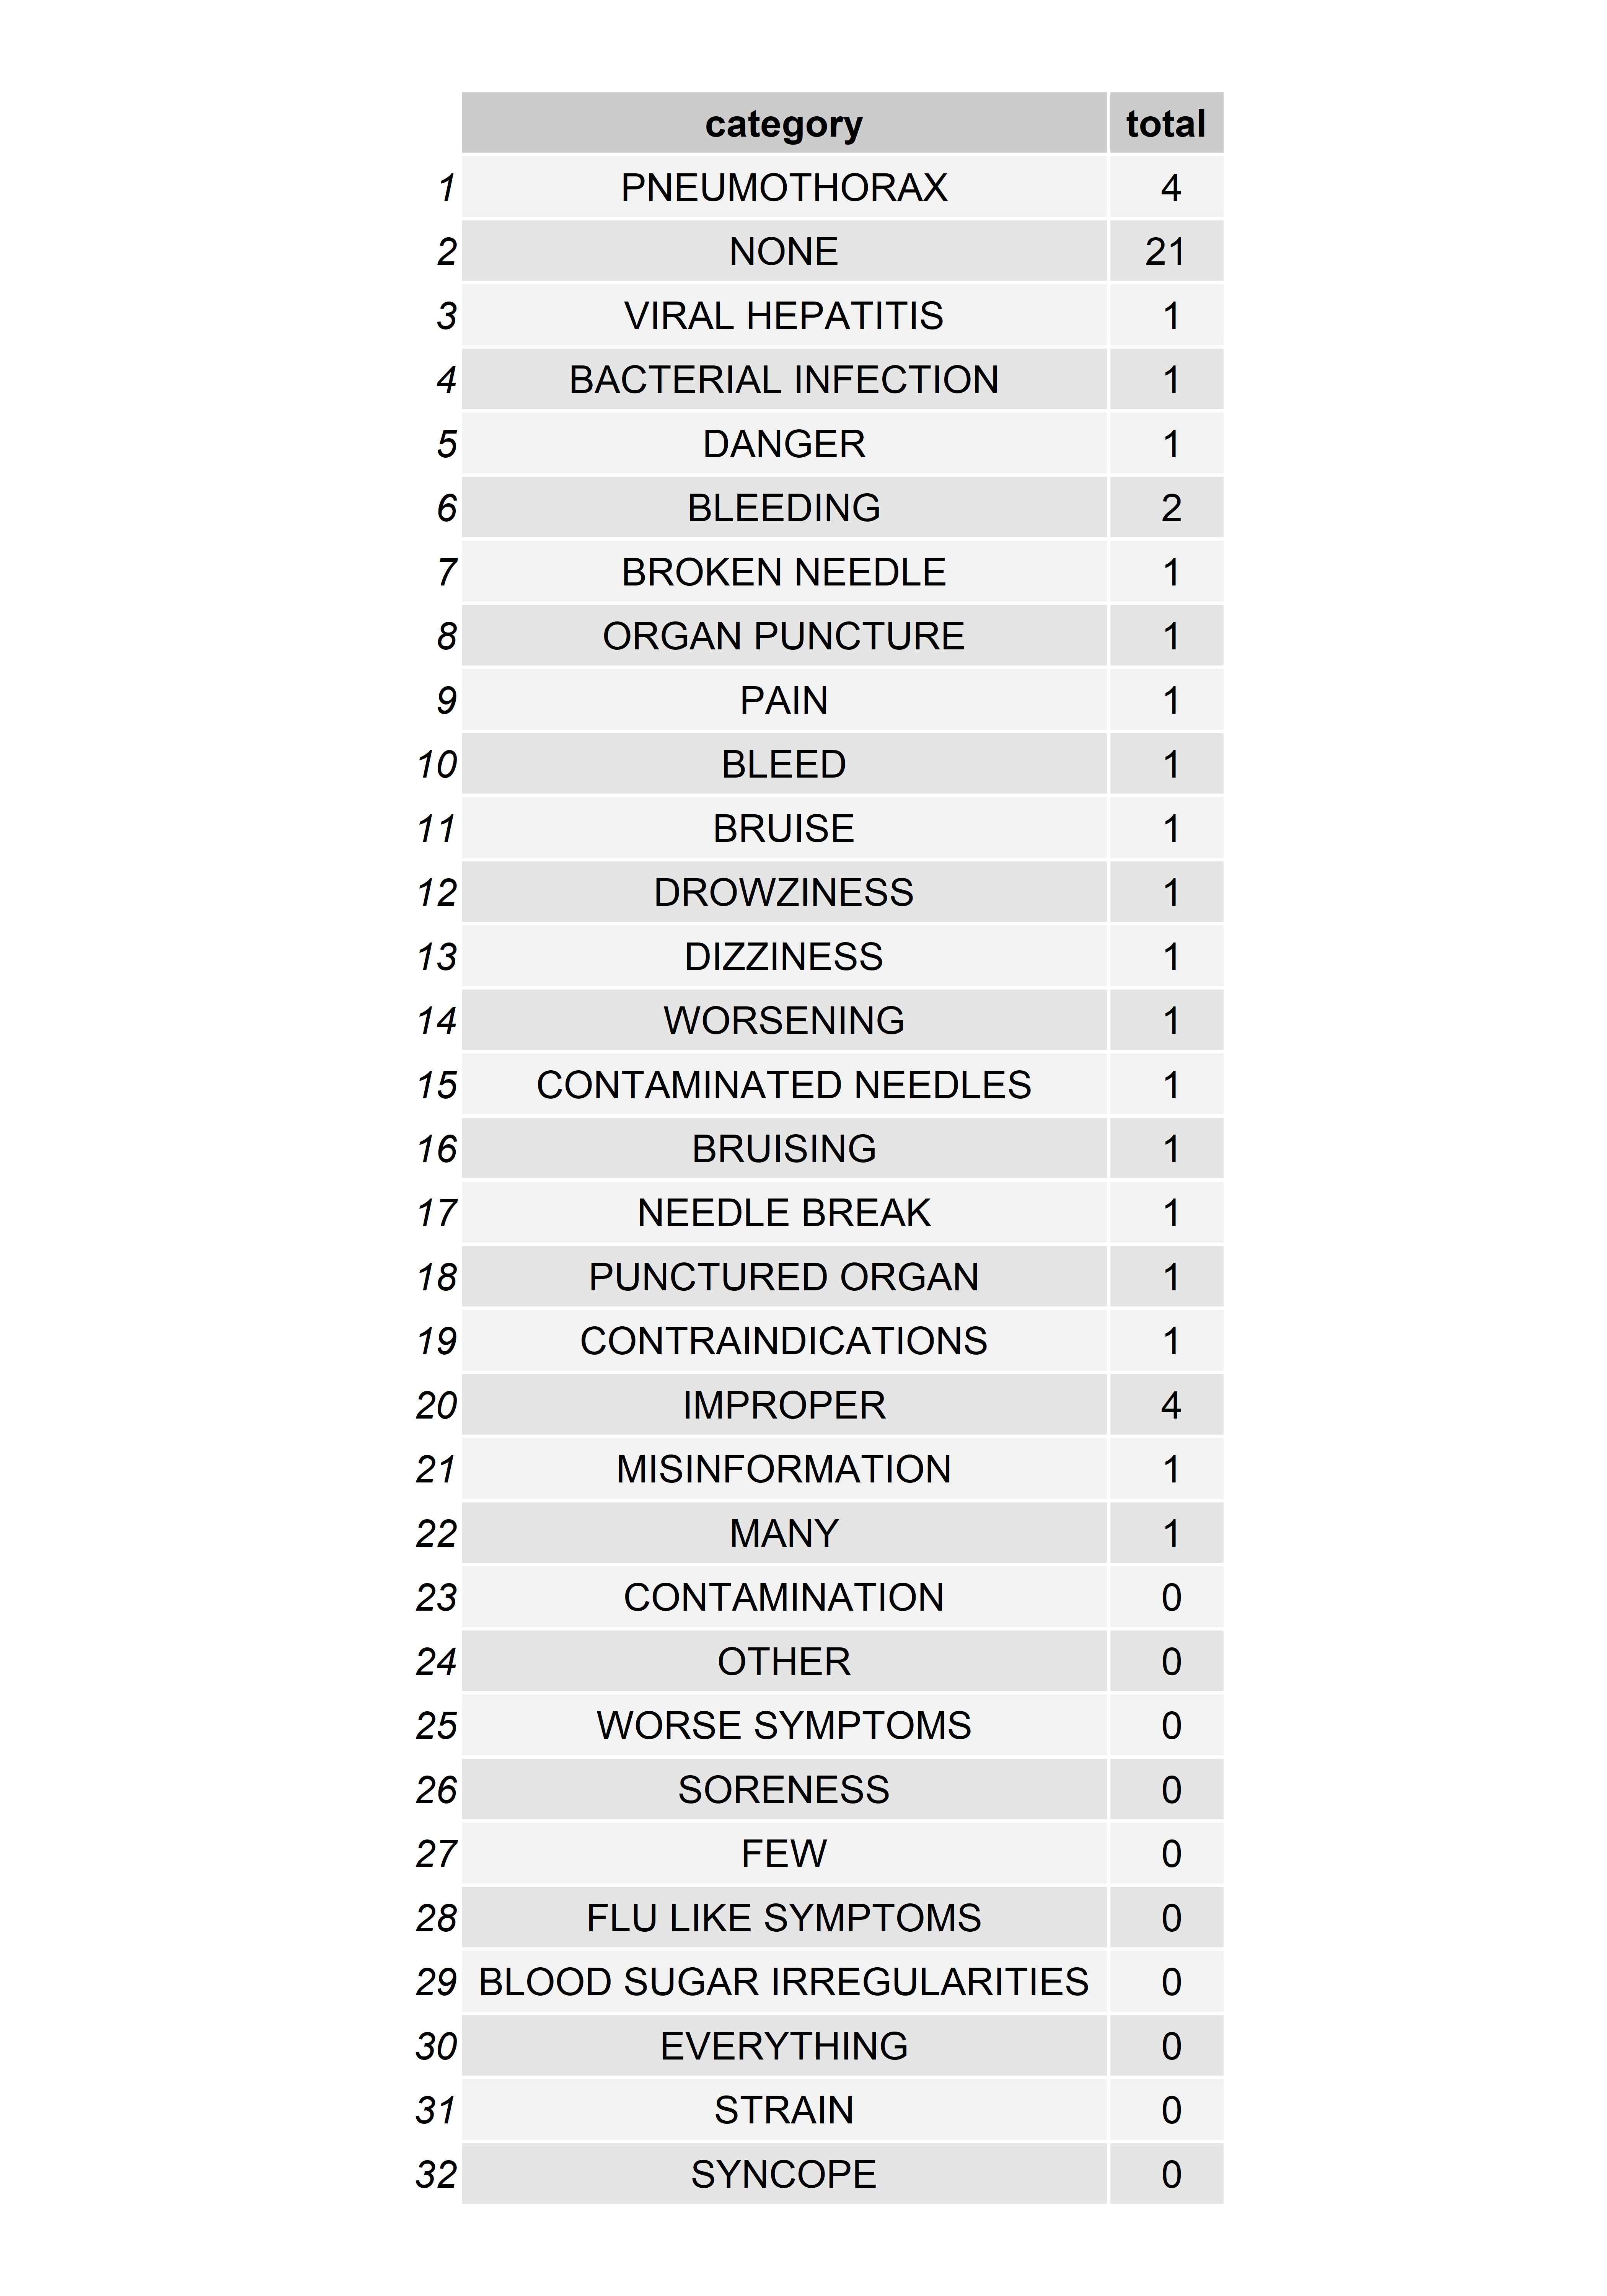 category total
1 PNEUMOTHORAX 4
2 NONE 21
3 VIRAL HEPATITIS 1
4 BACTERIAL INFECTION 1
5 DANGER 1
6 BLEEDING 2
7 BROKEN NEEDLE 1
8 ORGAN PUNCTURE 1
9 PAIN 1
10 BLEED 1
11 BRUISE 1
12 DROWZINESS 1
13 DIZZINESS 1
14 WORSENING 1
15 CONTAMINATED NEEDLES 1
16 BRUISING 1
17 NEEDLE BREAK 1
18 PUNCTURED ORGAN 1
19 CONTRAINDICATIONS 1
20 IMPROPER 4
21 MISINFORMATION 1
22 MANY 1
23 CONTAMINATION 0
24 OTHER 0
25 WORSE SYMPTOMS 0
26 SORENESS 0
27 FEW 0
28 FLU LIKE SYMPTOMS 0
29 BLOOD SUGAR IRREGULARITIES 0
30 EVERYTHING 0
31 STRAIN 0
32 SYNCOPE 0